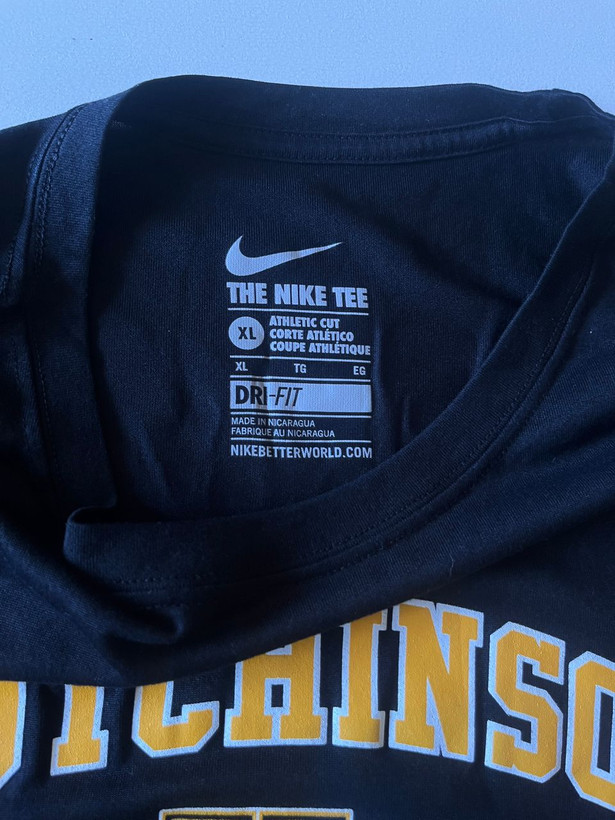 THE NIKE TEE
XL
ATHLETIC CUT
CORTE ATLÉTICO
COUPE ATHLÉTIQUE
XL TG EG
DRI-FIT
MADE IN NICARAGUA
FABRIQUE AU NICARAGUA
NIKEBETTERWORLD.COM
UTCHINSO